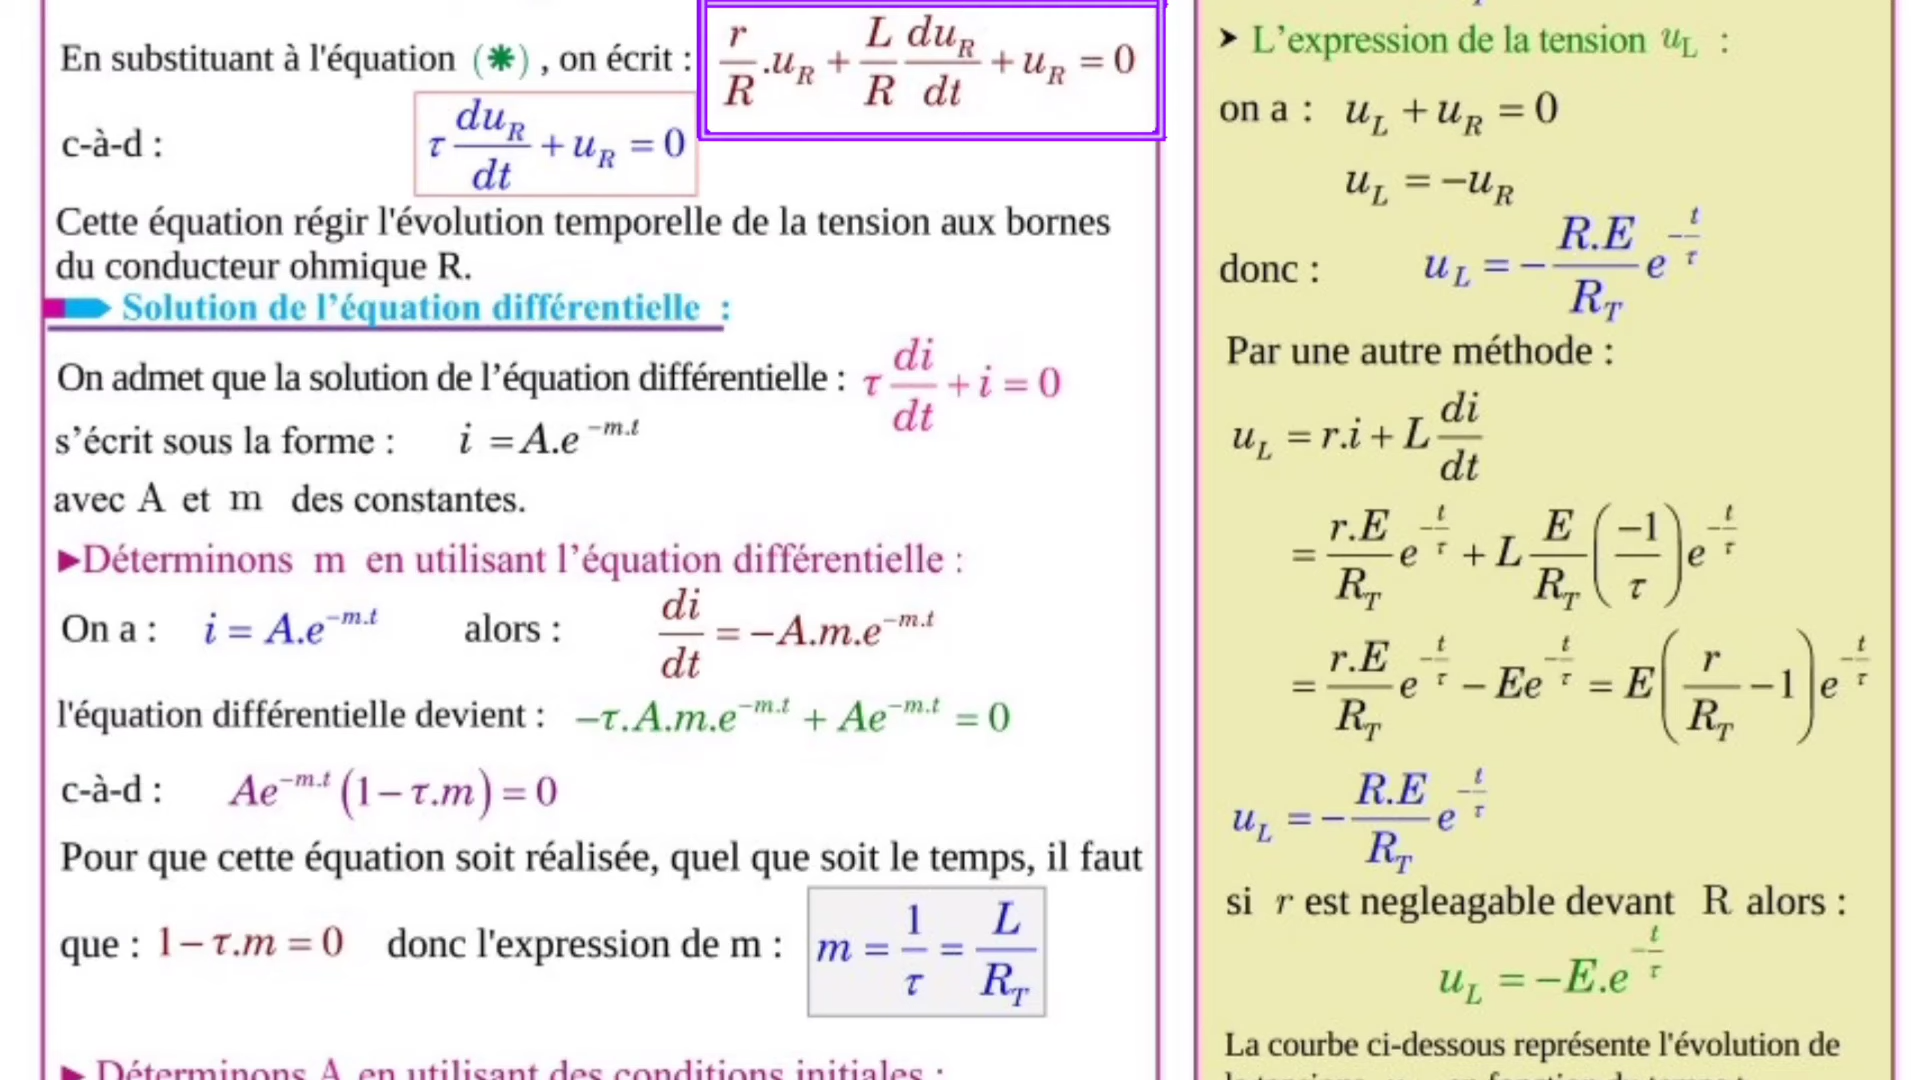 En substituant à l'équation (✱) , on écrit : r/R .u_R + L/R du_R/dt + u_R = 0
c-à-d : τ du_R/dt + u_R = 0
Cette équation régir l'évolution temporelle de la tension aux bornes
du conducteur ohmique R.
Solution de l’équation différentielle :
On admet que la solution de l’équation différentielle : τ di/dt + i = 0
s’écrit sous la forme : i = A.e^{-m.t}
avec A et m des constantes.
►Déterminons m en utilisant l’équation différentielle :
On a : i = A.e^{-m.t} alors : di/dt = -A.m.e^{-m.t}
l'équation différentielle devient : -τ.A.m.e^{-m.t} + Ae^{-m.t} = 0
c-à-d : Ae^{-m.t} (1 - τ.m) = 0
Pour que cette équation soit réalisée, quel que soit le temps, il faut
que : 1 - τ.m = 0 donc l'expression de m : m = 1/τ = L/R_T
► Déterminons A en utilisant des conditions initiales :
➤ L’expression de la tension u_L :
on a : u_L + u_R = 0
u_L = -u_R
donc : u_L = - R.E/R_T e^{-t/τ}
Par une autre méthode :
u_L = r.i + L di/dt
= r.E/R_T e^{-t/τ} + L E/R_T (-1/τ) e^{-t/τ}
= r.E/R_T e^{-t/τ} - Ee^{-t/τ} = E (r/R_T - 1) e^{-t/τ}
u_L = - R.E/R_T e^{-t/τ}
si r est negleagable devant R alors :
u_L = -E.e^{-t/τ}
La courbe ci-dessous représente l'évolution de